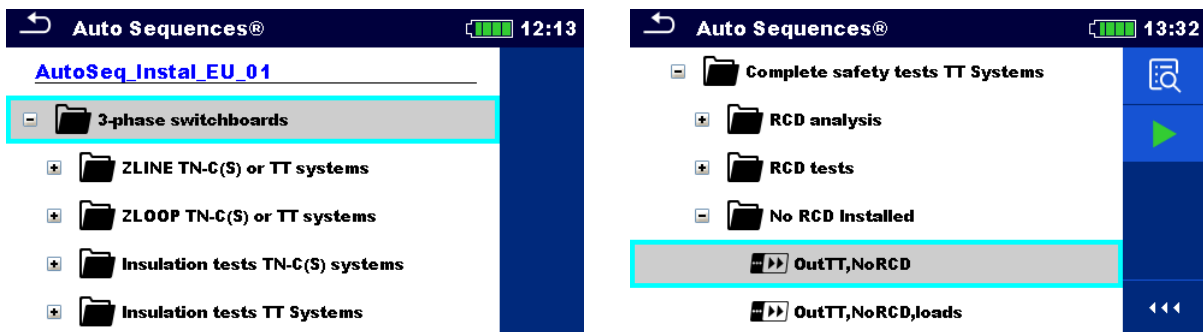 Auto Sequences® 12:13
AutoSeq_Instal_EU_01
3-phase switchboards
ZLINE TN-C(S) or TT systems
ZLOOP TN-C(S) or TT systems
Insulation tests TN-C(S) systems
Insulation tests TT Systems
Auto Sequences® 13:32
Complete safety tests TT Systems
RCD analysis
RCD tests
No RCD Installed
OutTT,NoRCD
OutTT,NoRCD,loads